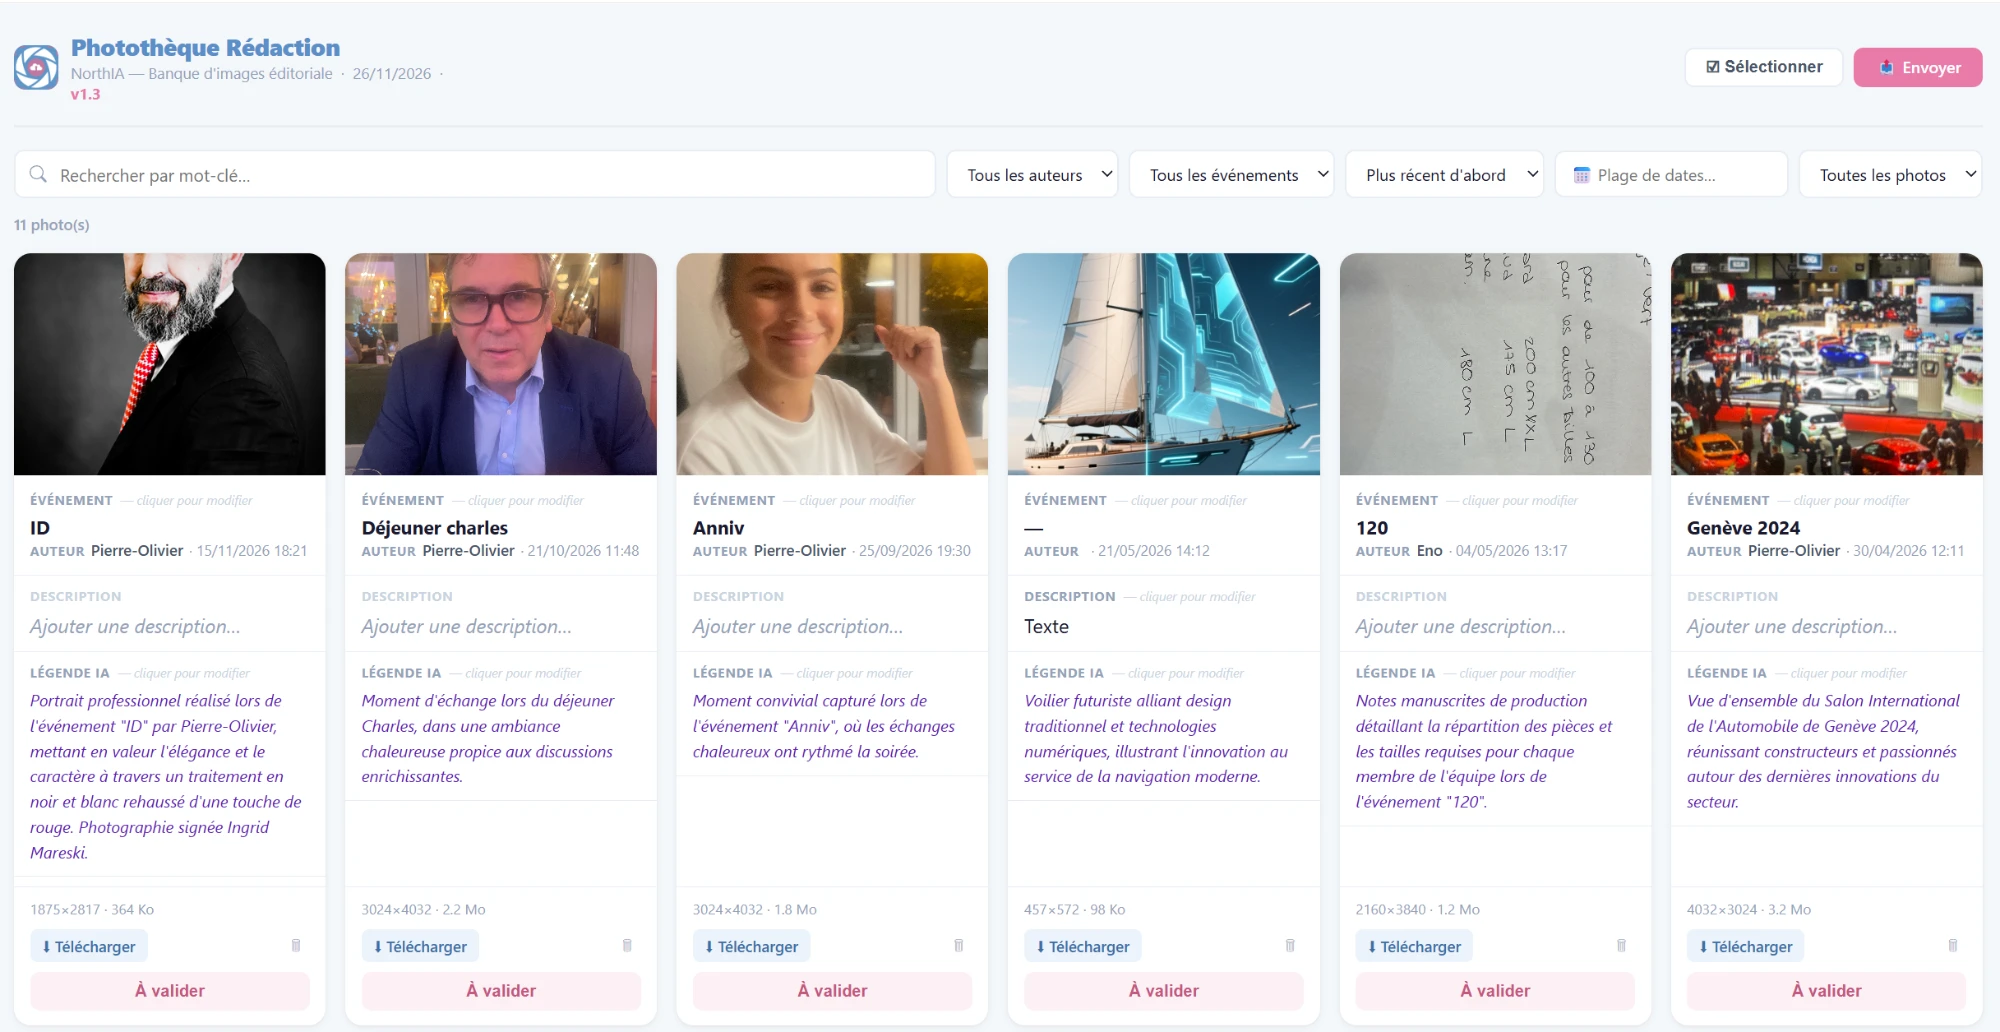 Photothèque Rédaction
NorthIA — Banque d'images éditoriale · 26/11/2026 ·
v1.3
Sélectionner
Envoyer
Rechercher par mot-clé...
Tous les auteurs
Tous les événements
Plus récent d'abord
Plage de dates...
Toutes les photos
11 photo(s)
ÉVÉNEMENT — cliquer pour modifier
ID
AUTEUR Pierre-Olivier · 15/11/2026 18:21
DESCRIPTION
Ajouter une description...
LÉGENDE IA — cliquer pour modifier
Portrait professionnel réalisé lors de
l'événement "ID" par Pierre-Olivier,
mettant en valeur l'élégance et le
caractère à travers un traitement en
noir et blanc rehaussé d'une touche de
rouge. Photographie signée Ingrid
Mareski.
1875×2817 · 364 Ko
Télécharger
À valider
ÉVÉNEMENT — cliquer pour modifier
Déjeuner charles
AUTEUR Pierre-Olivier · 21/10/2026 11:48
DESCRIPTION
Ajouter une description...
LÉGENDE IA — cliquer pour modifier
Moment d'échange lors du déjeuner
Charles, dans une ambiance
chaleureuse propice aux discussions
enrichissantes.
3024×4032 · 2.2 Mo
Télécharger
À valider
ÉVÉNEMENT — cliquer pour modifier
Anniv
AUTEUR Pierre-Olivier · 25/09/2026 19:30
DESCRIPTION
Ajouter une description...
LÉGENDE IA — cliquer pour modifier
Moment convivial capturé lors de
l'événement "Anniv", où les échanges
chaleureux ont rythmé la soirée.
3024×4032 · 1.8 Mo
Télécharger
À valider
ÉVÉNEMENT — cliquer pour modifier
—
AUTEUR · 21/05/2026 14:12
DESCRIPTION — cliquer pour modifier
Texte
LÉGENDE IA — cliquer pour modifier
Voilier futuriste alliant design
traditionnel et technologies
numériques, illustrant l'innovation au
service de la navigation moderne.
457×572 · 98 Ko
Télécharger
À valider
pour de 100 à 130
pour les autres tailles
200 cm XXL
175 cm L
180 cm L
ÉVÉNEMENT — cliquer pour modifier
120
AUTEUR Eno · 04/05/2026 13:17
DESCRIPTION
Ajouter une description...
LÉGENDE IA — cliquer pour modifier
Notes manuscrites de production
détaillant la répartition des pièces et
les tailles requises pour chaque
membre de l'équipe lors de
l'événement "120".
2160×3840 · 1.2 Mo
Télécharger
À valider
ÉVÉNEMENT — cliquer pour modifier
Genève 2024
AUTEUR Pierre-Olivier · 30/04/2026 12:11
DESCRIPTION
Ajouter une description...
LÉGENDE IA — cliquer pour modifier
Vue d'ensemble du Salon International
de l'Automobile de Genève 2024,
réunissant constructeurs et passionnés
autour des dernières innovations du
secteur.
4032×3024 · 3.2 Mo
Télécharger
À valider